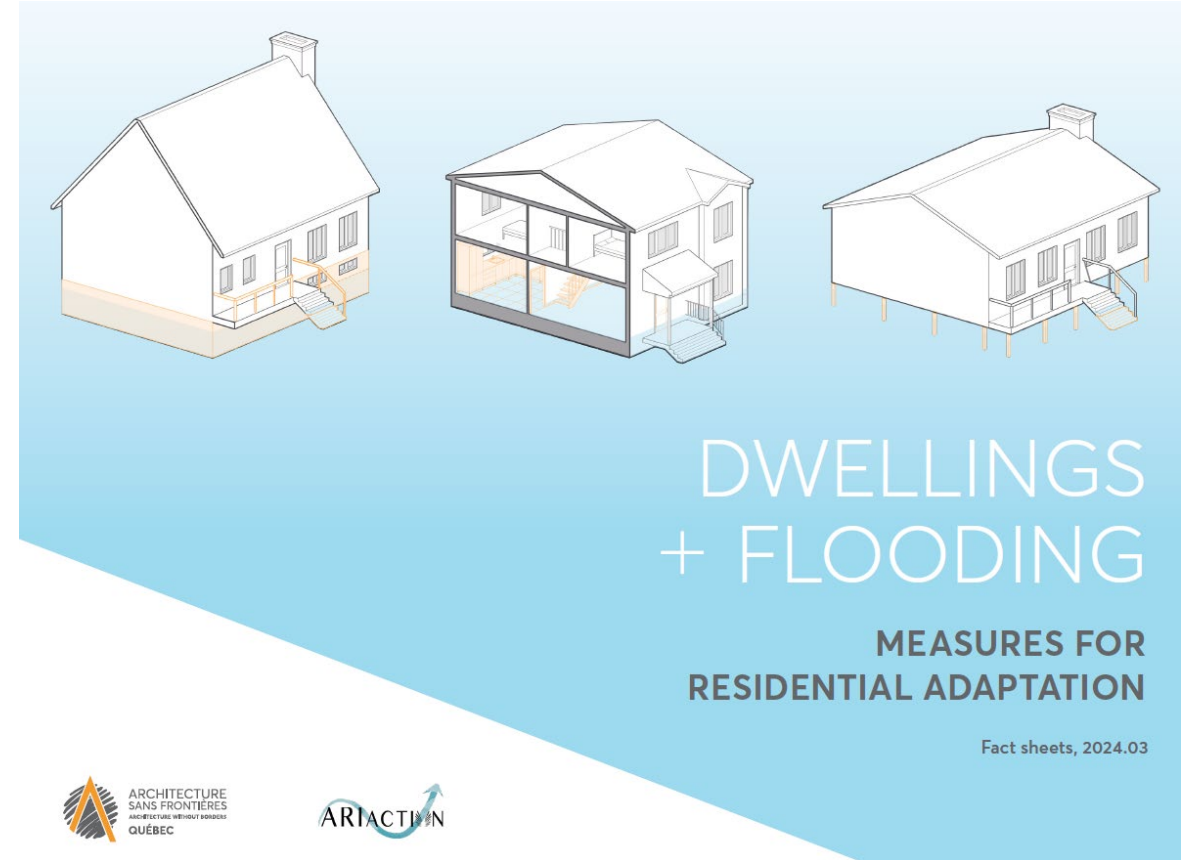 DWELLINGS
+ FLOODING
MEASURES FOR
RESIDENTIAL ADAPTATION
Fact sheets, 2024.03
ARCHITECTURE
SANS FRONTIÈRES
ARCHITECTURE WITHOUT BORDERS
QUÉBEC
ARIACTION